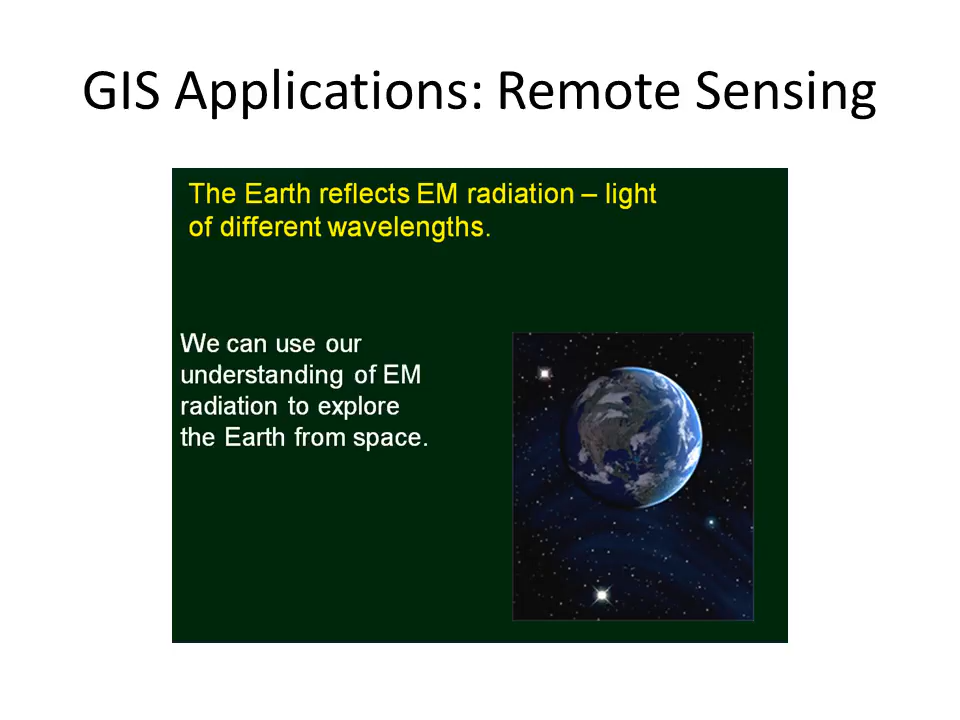 GIS Applications: Remote Sensing
The Earth reflects EM radiation – light
of different wavelengths.
We can use our
understanding of EM
radiation to explore
the Earth from space.